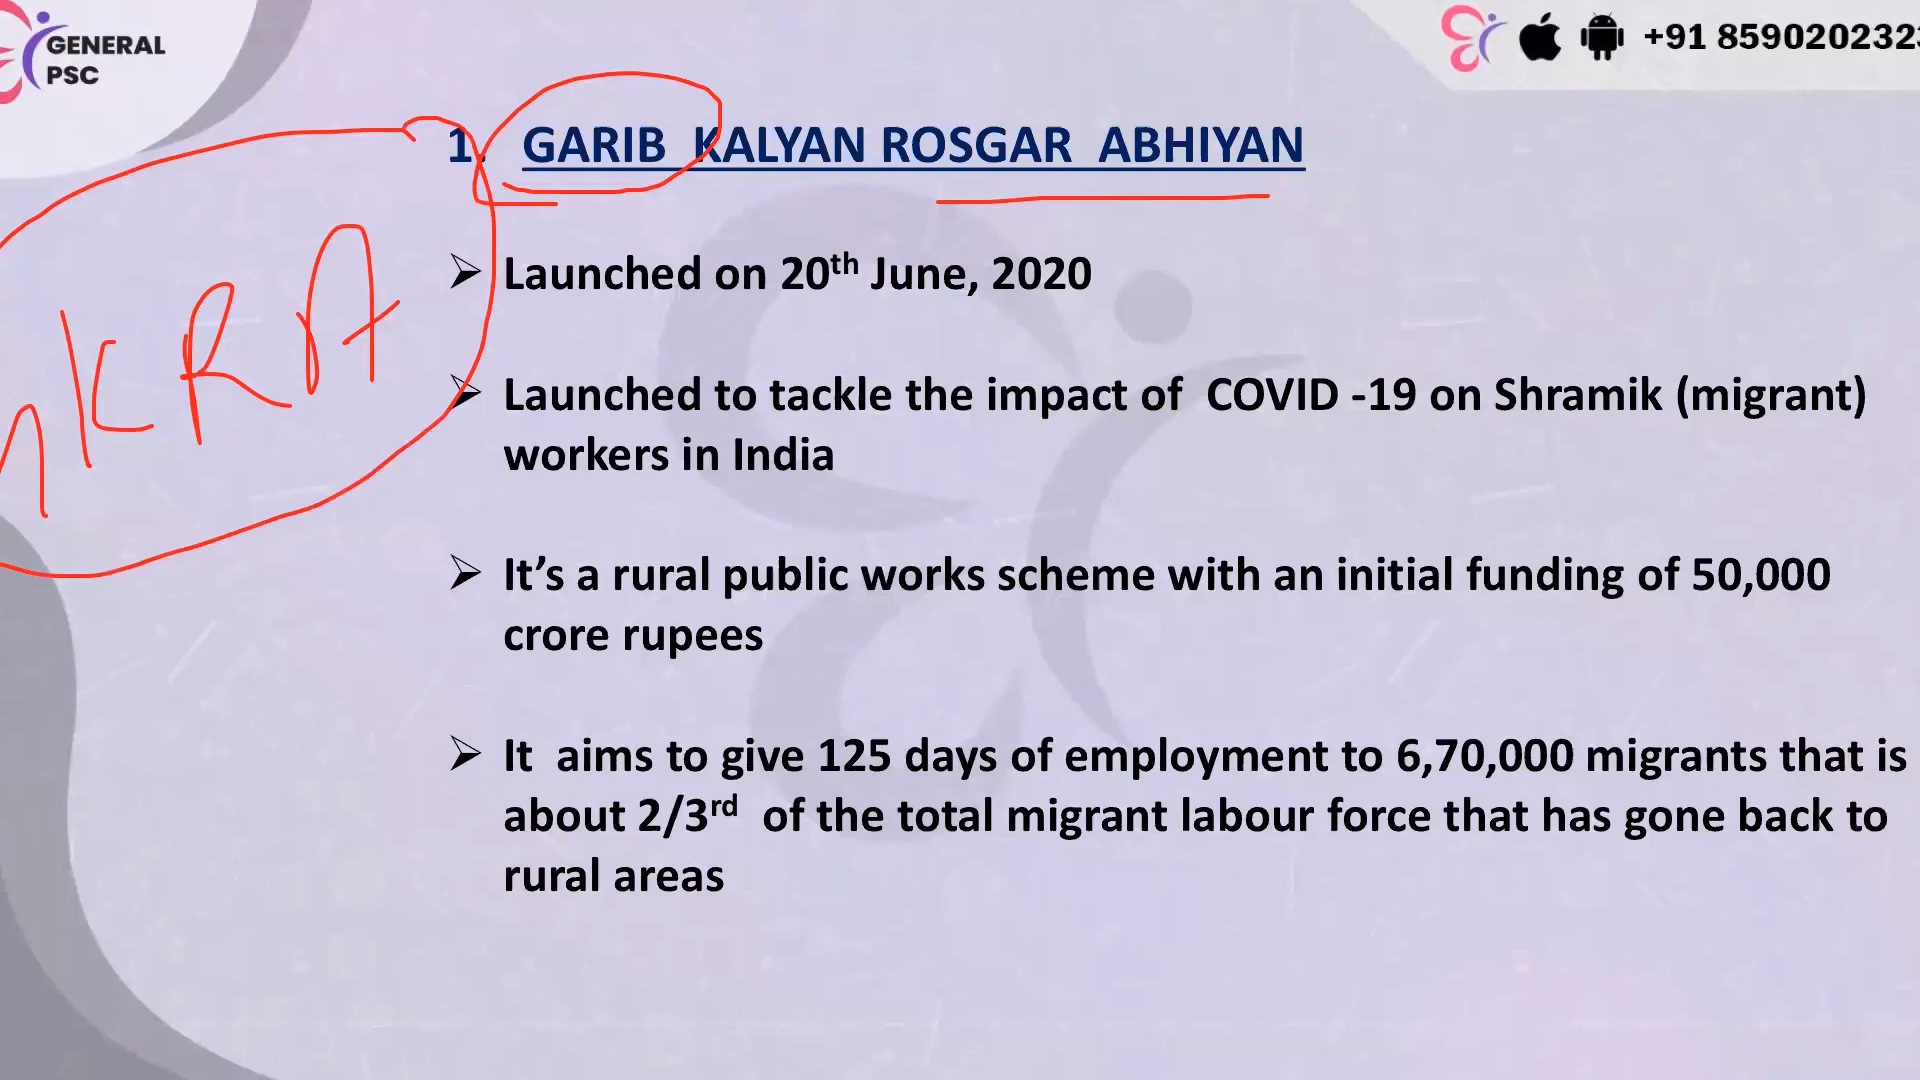 GENERAL
PSC
+91 859020232
1. GARIB KALYAN ROSGAR ABHIYAN
KRA
➢ Launched on 20th June, 2020
➢ Launched to tackle the impact of COVID -19 on Shramik (migrant)
workers in India
➢ It’s a rural public works scheme with an initial funding of 50,000
crore rupees
➢ It aims to give 125 days of employment to 6,70,000 migrants that is
about 2/3rd of the total migrant labour force that has gone back to
rural areas